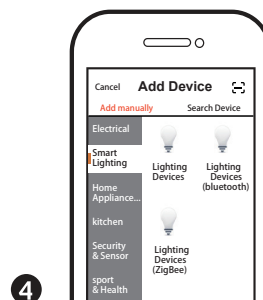 Cancel Add Device
Add manually Search Device
Electrical
Smart
Lighting
Home
Appliance...
kitchen
Security
& Sensor
sport
& Health
Lighting
Devices
Lighting
Devices
(bluetooth)
Lighting
Devices
(ZigBee)
4